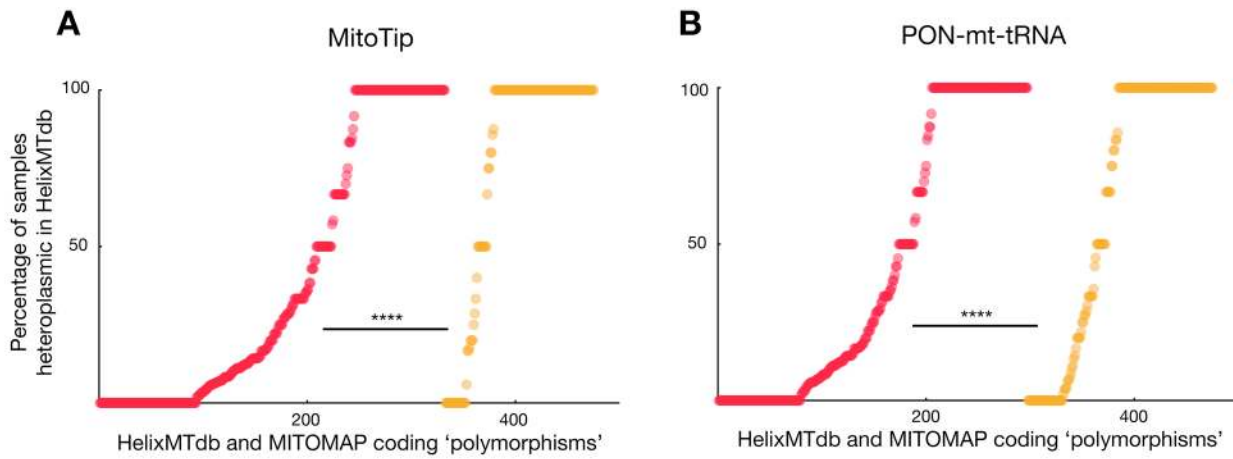 A
MitoTip
Percentage of samples
heteroplasmic in HelixMTdb
100
50
****
200
400
HelixMTdb and MITOMAP coding ‘polymorphisms’
B
PON-mt-tRNA
100
50
****
200
400
HelixMTdb and MITOMAP coding ‘polymorphisms’